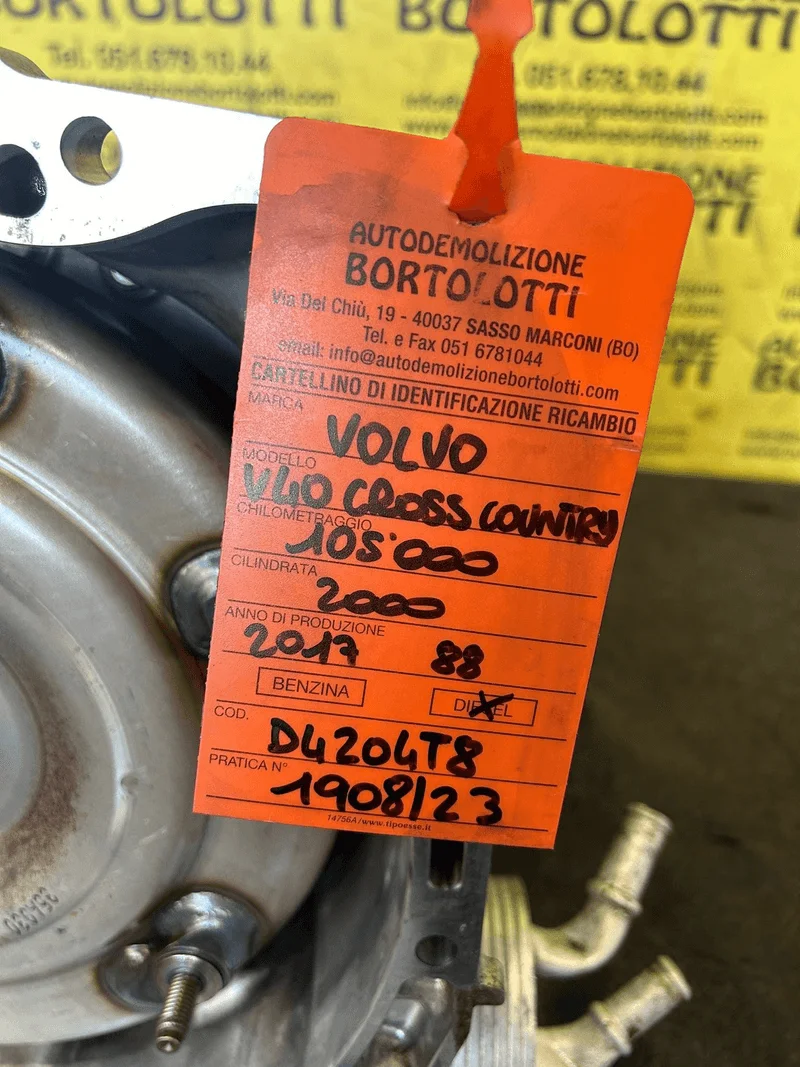 BORTOLOTTI
BORTOLOTTI
Tel. 051.678.10.44
051.678.10.44
AUTODEMOLIZIONE
BORTOLOTTI
Via Del Chiù, 19 - 40037 SASSO MARCONI (BO)
Tel. e Fax 051 6781044
email: info@autodemolizionebortolotti.com
CARTELLINO DI IDENTIFICAZIONE RICAMBIO
MARCA VOLVO
MODELLO V40 CROSS COUNTRY
CHILOMETRAGGIO 105'000
CILINDRATA 2000
ANNO DI PRODUZIONE
2017 88
BENZINA DIESEL
COD. D4204T8
PRATICA N° 1908/23
14756A/www.tipoesse.it